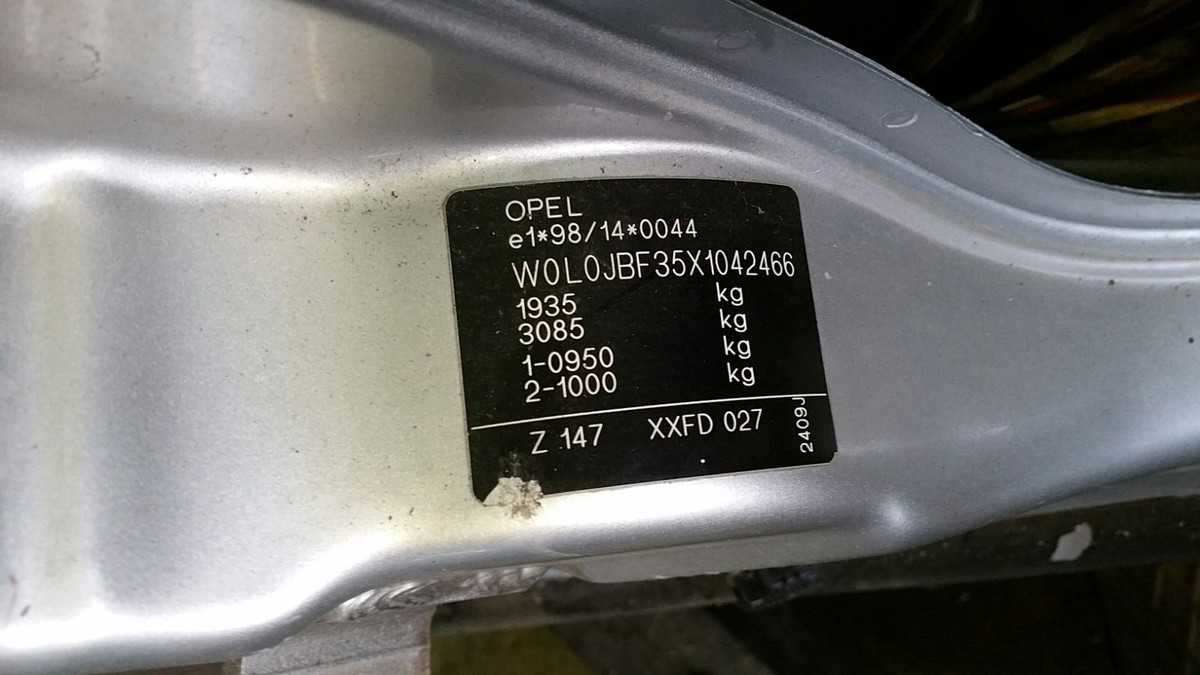 OPEL
e1*98/14*0044
W0L0JBF35X1042466
1935 kg
3085 kg
1-0950 kg
2-1000 kg
Z 147 XXFD 027
2409J